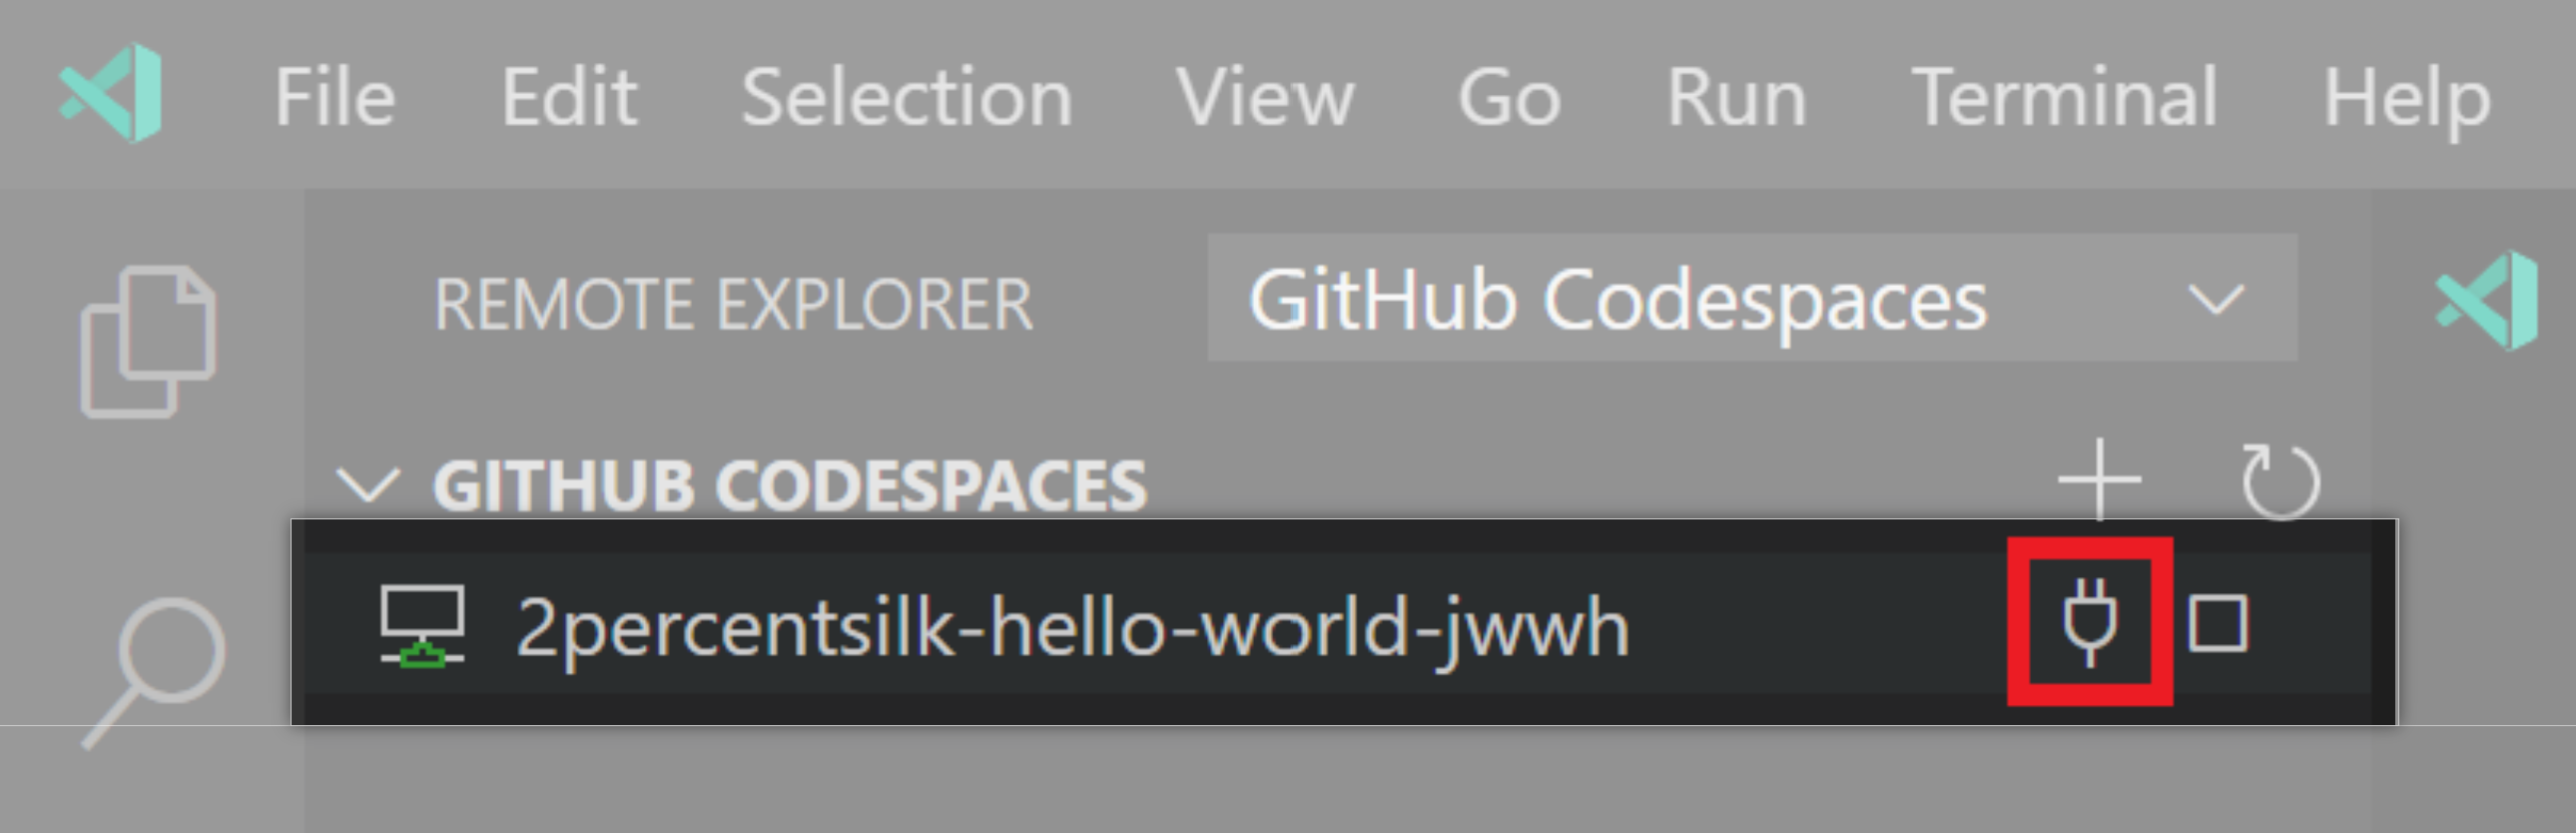 File Edit Selection View Go Run Terminal Help
REMOTE EXPLORER GitHub Codespaces
GITHUB CODESPACES
2percentsilk-hello-world-jwwh